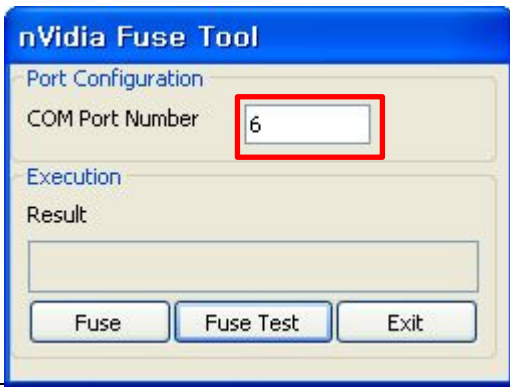 nVidia Fuse Tool
Port Configuration
COM Port Number 6
Execution
Result
Fuse Fuse Test Exit